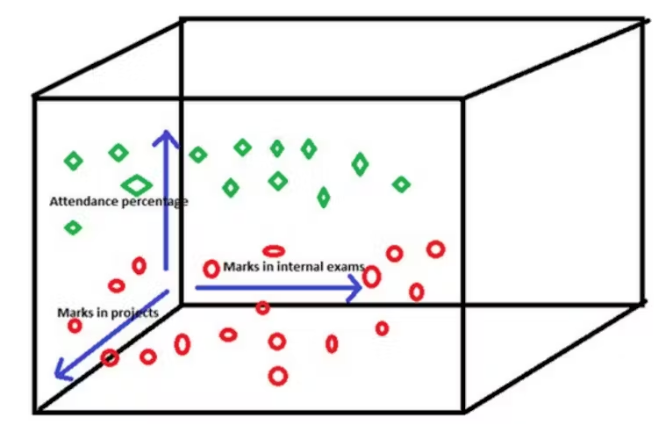 Attendance percentage
Marks in internal exams
Marks in projects